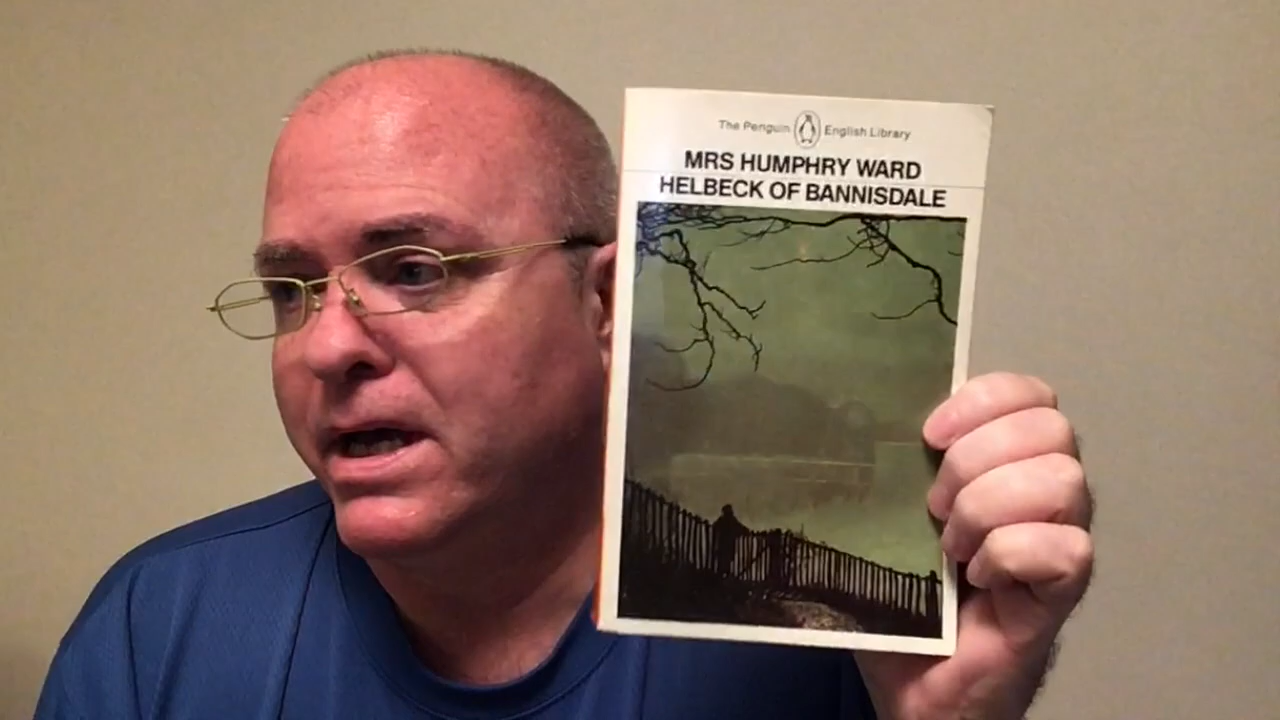 The Penguin English Library
MRS HUMPHRY WARD
HELBECK OF BANNISDALE